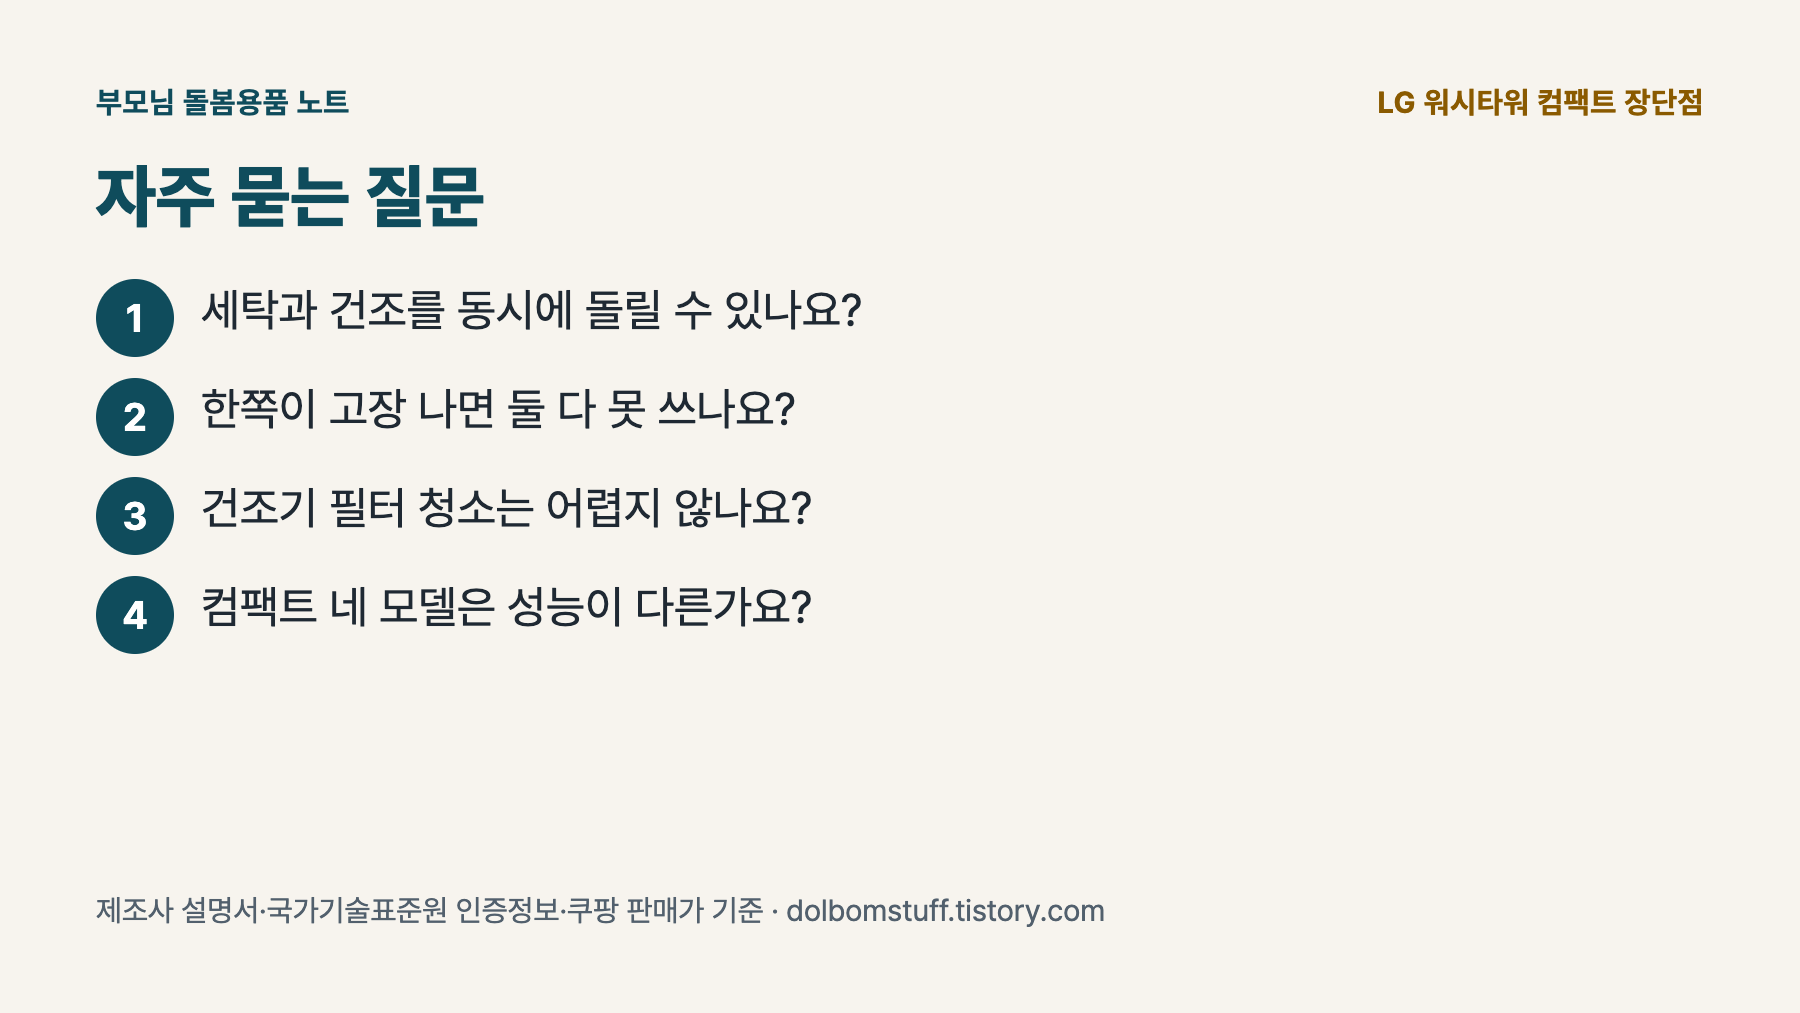 부모님 돌봄용품 노트
LG 워시타워 컴팩트 장단점
자주 묻는 질문
1 세탁과 건조를 동시에 돌릴 수 있나요?
2 한쪽이 고장 나면 둘 다 못 쓰나요?
3 건조기 필터 청소는 어렵지 않나요?
4 컴팩트 네 모델은 성능이 다른가요?
제조사 설명서·국가기술표준원 인증정보·쿠팡 판매가 기준 · dolbomstuff.tistory.com